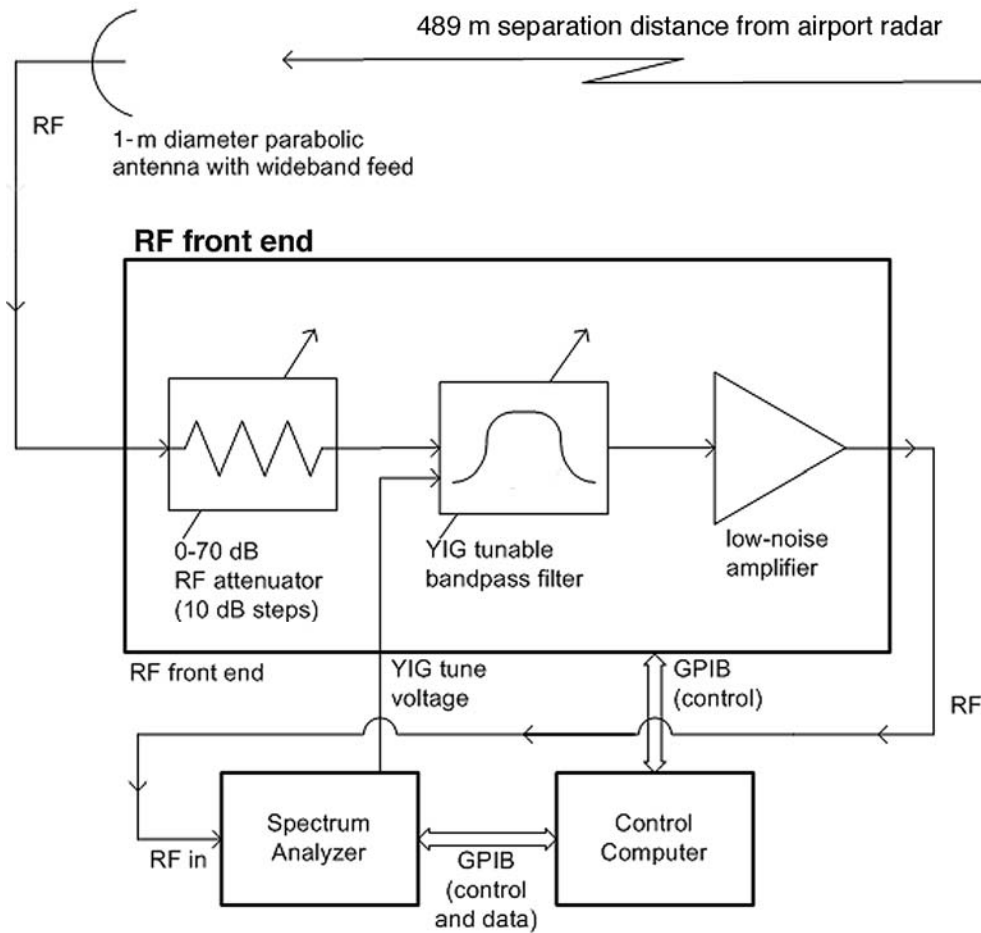 489 m separation distance from airport radar
RF
1-m diameter parabolic
antenna with wideband feed
RF front end
0-70 dB
RF attenuator
(10 dB steps)
YIG tunable
bandpass filter
low-noise
amplifier
RF front end
YIG tune
voltage
GPIB
(control)
RF
Spectrum
Analyzer
Control
Computer
RF in
GPIB
(control
and data)